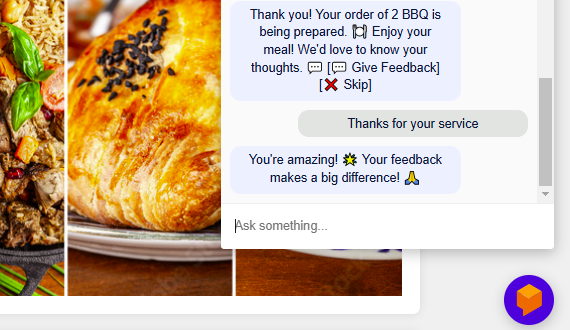 Thank you! Your order of 2 BBQ is
being prepared. 🍽️ Enjoy your
meal! We'd love to know your
thoughts. 💬 [💬 Give Feedback]
[❌ Skip]
Thanks for your service
You're amazing! 🌟 Your feedback
makes a big difference! 🙏
Ask something...